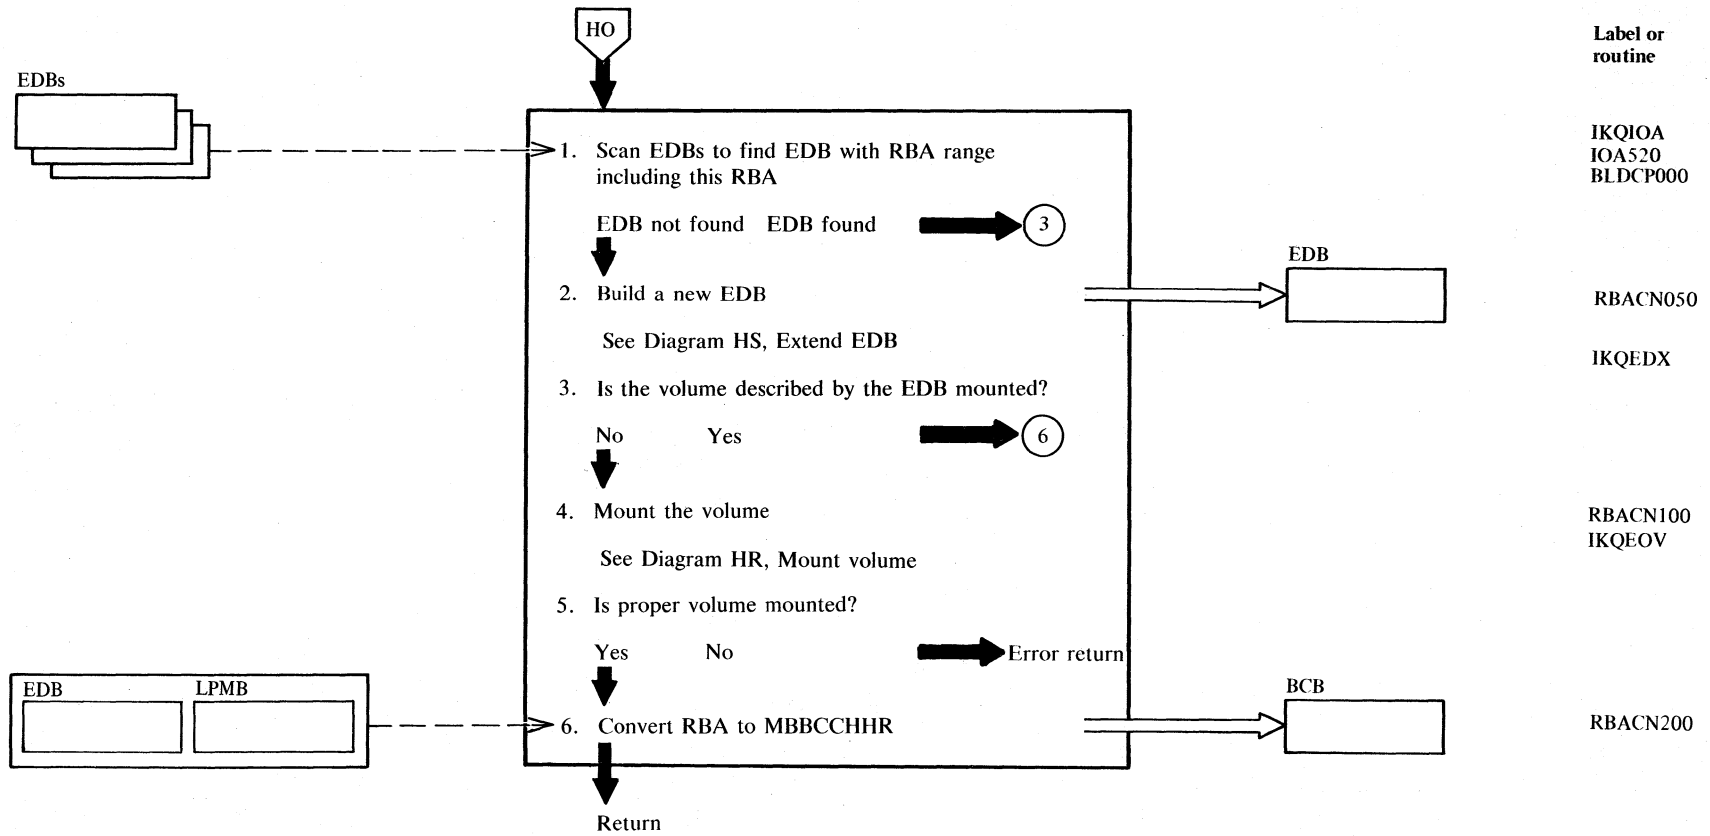 HO
Label or
routine
EDBs
IKQIOA
1. Scan EDBs to find EDB with RBA range
IOA520
including this RBA
BLDCP000
EDB not found EDB found
3
EDB
2. Build a new EDB
RBACN050
See Diagram HS, Extend EDB
IKQEDX
3. Is the volume described by the EDB mounted?
No Yes
6
4. Mount the volume
RBACN100
IKQEOV
See Diagram HR, Mount volume
5. Is proper volume mounted?
Yes No
Error return
EDB LPMB
BCB
6. Convert RBA to MBBCCHHR
RBACN200
Return